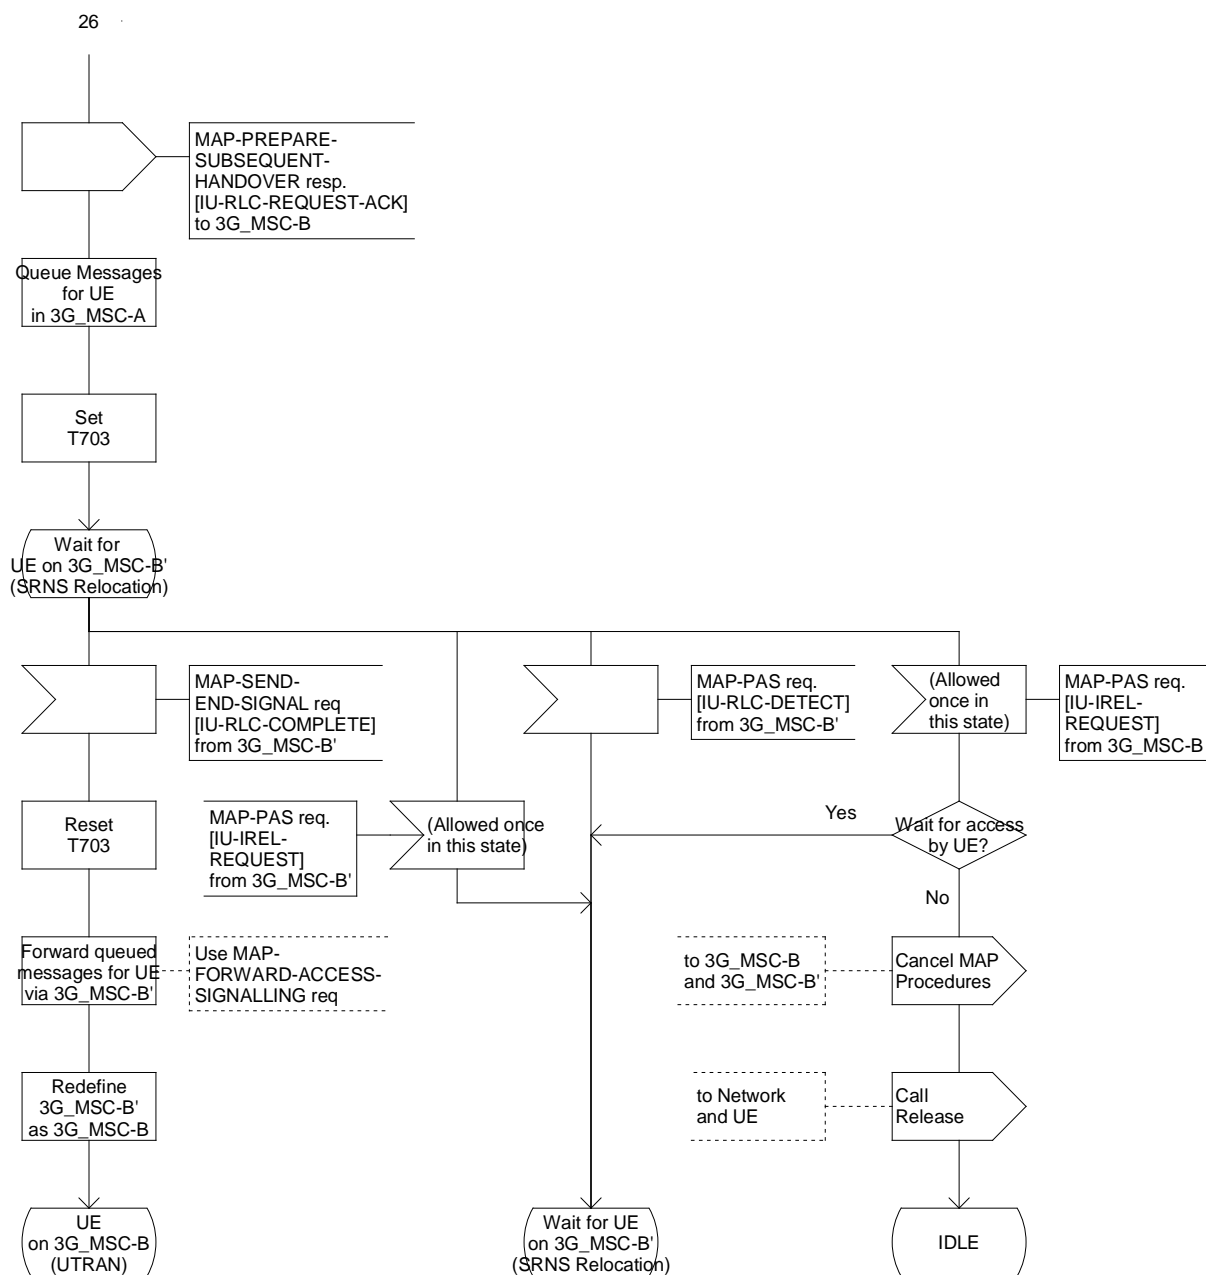 26
MAP-PREPARE-
SUBSEQUENT-
HANDOVER resp.
[IU-RLC-REQUEST-ACK]
to 3G_MSC-B
Queue Messages
for UE
in 3G_MSC-A
Set
T703
Wait for
UE on 3G_MSC-B'
(SRNS Relocation)
MAP-SEND-
END-SIGNAL req
[IU-RLC-COMPLETE]
from 3G_MSC-B'
MAP-PAS req.
[IU-RLC-DETECT]
from 3G_MSC-B'
(Allowed
once in
this state)
MAP-PAS req.
[IU-IREL-
REQUEST]
from 3G_MSC-B
Reset
T703
MAP-PAS req.
[IU-IREL-
REQUEST]
from 3G_MSC-B'
(Allowed once
in this state)
Yes
Wait for access
by UE?
No
Forward queued
messages for UE
via 3G_MSC-B'
Use MAP-
FORWARD-ACCESS-
SIGNALLING req
to 3G_MSC-B
and 3G_MSC-B'
Cancel MAP
Procedures
Redefine
3G_MSC-B'
as 3G_MSC-B
to Network
and UE
Call
Release
UE
on 3G_MSC-B
(UTRAN)
Wait for UE
on 3G_MSC-B'
(SRNS Relocation)
IDLE